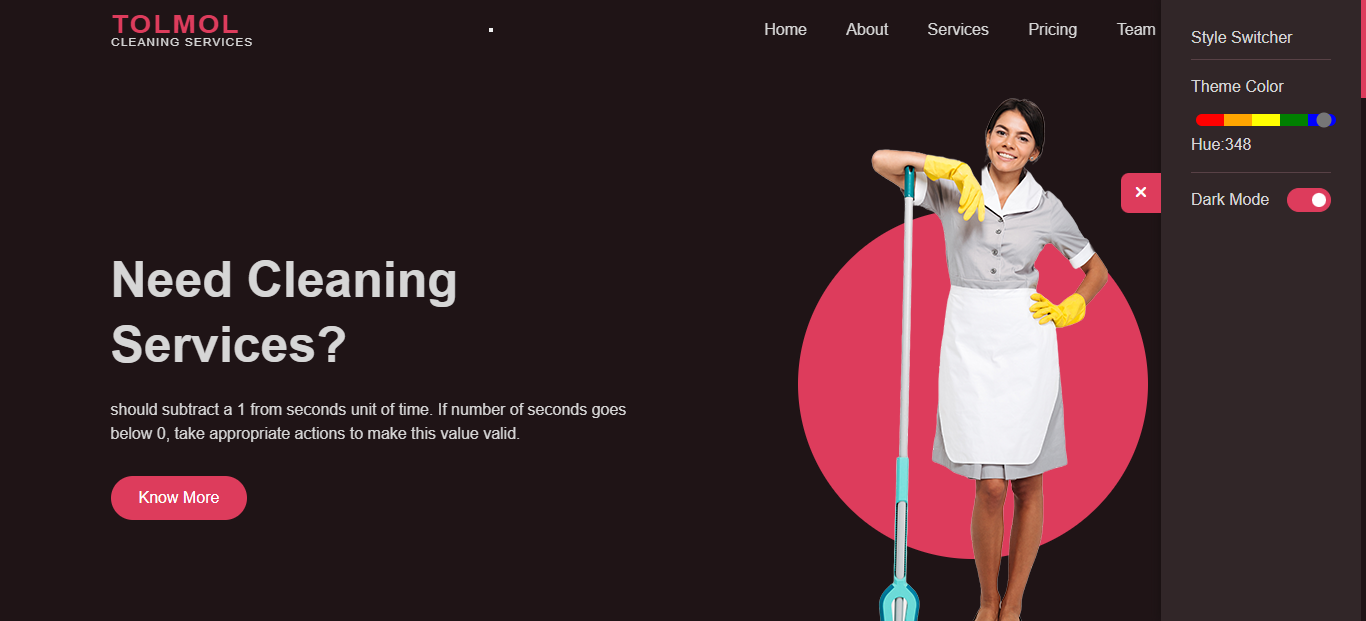 TOLMOL
CLEANING SERVICES
Home About Services Pricing Team
Need Cleaning
Services?
should subtract a 1 from seconds unit of time. If number of seconds goes
below 0, take appropriate actions to make this value valid.
Know More
Style Switcher
Theme Color
Hue:348
Dark Mode